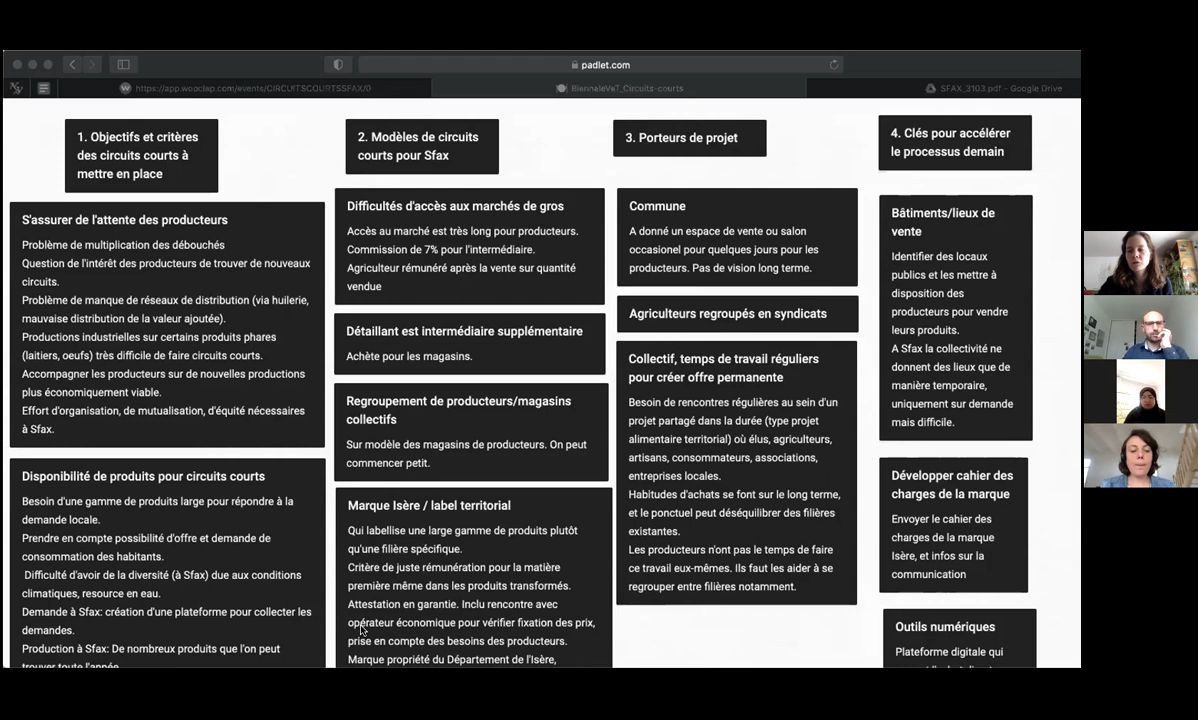 padlet.com
https://app.wooclap.com/events/CIRCUITSCOURTSSFAX/0
BiennaleVeT_Circuits-courts
SFAX_3103.pdf - Google Drive
1. Objectifs et critères
des circuits courts à
mettre en place
S'assurer de l'attente des producteurs
Problème de multiplication des débouchés
Question de l'intérêt des producteurs de trouver de nouveaux
circuits.
Problème de manque de réseaux de distribution (via huilerie,
mauvaise distribution de la valeur ajoutée).
Productions industrielles sur certains produits phares
(laitiers, oeufs) très difficile de faire circuits courts.
Accompagner les producteurs sur de nouvelles productions
plus économiquement viable.
Effort d'organisation, de mutualisation, d'équité nécessaires
à Sfax.
Disponibilité de produits pour circuits courts
Besoin d'une gamme de produits large pour répondre à la
demande locale.
Prendre en compte possibilité d'offre et demande de
consommation des habitants.
Difficulté d'avoir de la diversité (à Sfax) due aux conditions
climatiques, resource en eau.
Demande à Sfax: création d'une plateforme pour collecter les
demandes.
Production à Sfax: De nombreux produits que l'on peut
trouver toute l'année
2. Modèles de circuits
courts pour Sfax
Difficultés d'accès aux marchés de gros
Accès au marché est très long pour producteurs.
Commission de 7% pour l'intermédiaire.
Agriculteur rémunéré après la vente sur quantité
vendue
Détaillant est intermédiaire supplémentaire
Achète pour les magasins.
Regroupement de producteurs/magasins
collectifs
Sur modèle des magasins de producteurs. On peut
commencer petit.
Marque Isère / label territorial
Qui labellise une large gamme de produits plutôt
qu'une filière spécifique.
Critère de juste rémunération pour la matière
première même dans les produits transformés.
Attestation en garantie. Inclu rencontre avec
opérateur économique pour vérifier fixation des prix,
prise en compte des besoins des producteurs.
Marque propriété du Département de l'Isère,
3. Porteurs de projet
Commune
A donné un espace de vente ou salon
occasionel pour quelques jours pour les
producteurs. Pas de vision long terme.
Agriculteurs regroupés en syndicats
Collectif, temps de travail réguliers
pour créer offre permanente
Besoin de rencontres régulières au sein d'un
projet partagé dans la durée (type projet
alimentaire territorial) où élus, agriculteurs,
artisans, consommateurs, associations,
entreprises locales.
Habitudes d'achats se font sur le long terme,
et le ponctuel peut déséquilibrer des filières
existantes.
Les producteurs n'ont pas le temps de faire
ce travail eux-mêmes. Ils faut les aider à se
regrouper entre filières notamment.
4. Clés pour accélérer
le processus demain
Bâtiments/lieux de
vente
Identifier des locaux
publics et les mettre à
disposition des
producteurs pour vendre
leurs produits.
A Sfax la collectivité ne
donnent des lieux que de
manière temporaire,
uniquement sur demande
mais difficile.
Développer cahier des
charges de la marque
Envoyer le cahier des
charges de la marque
Isère, et infos sur la
communication
Outils numériques
Plateforme digitale qui